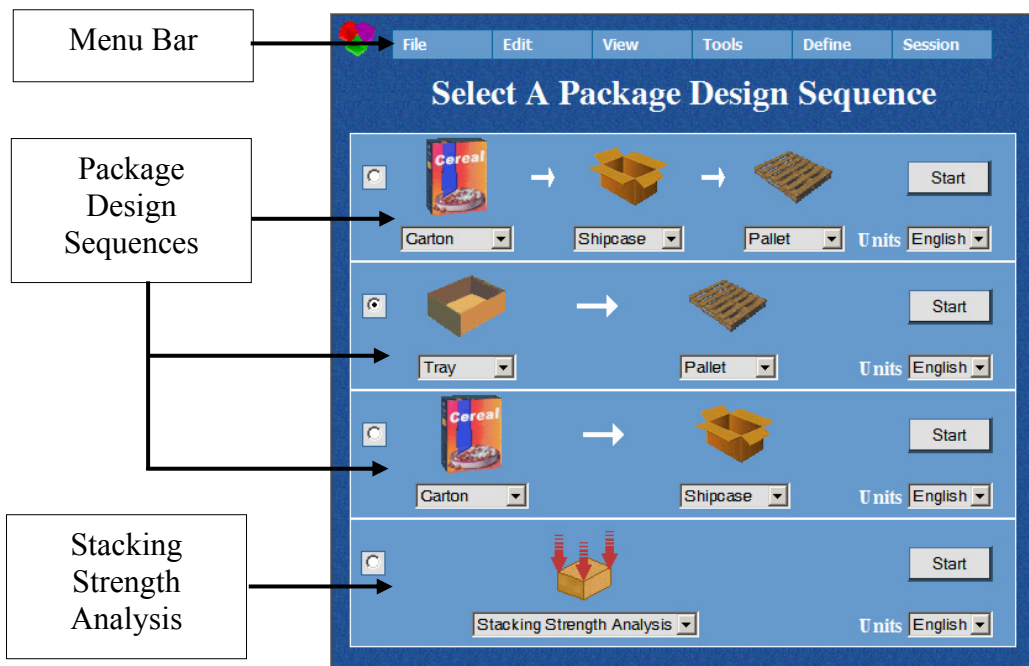 Menu Bar
File Edit View Tools Define Session
Select A Package Design Sequence
Package
Design
Sequences
Cereal
Start
Carton Shipcase Pallet Units English
Start
Tray Pallet Units English
Cereal
Start
Carton Shipcase Units English
Stacking
Strength
Analysis
Start
Stacking Strength Analysis Units English